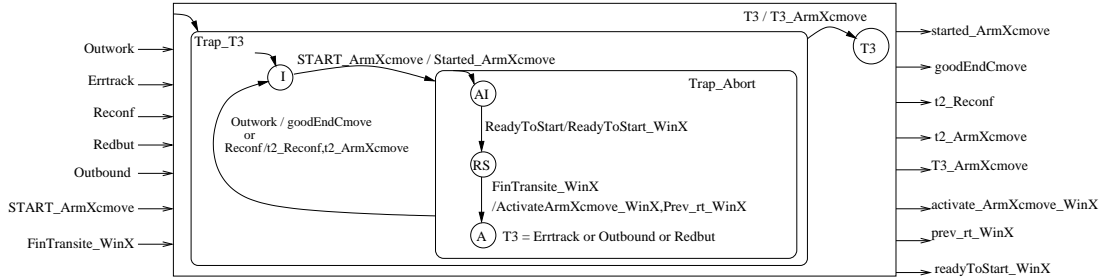 Outwork
Errtrack
Reconf
Redbut
Outbound
START_ArmXcmove
FinTransite_WinX
Trap_T3
I
START_ArmXcmove / Started_ArmXcmove
Outwork / goodEndCmove
or
Reconf/t2_Reconf,t2_ArmXcmove
Trap_Abort
AI
ReadyToStart/ReadyToStart_WinX
RS
FinTransite_WinX
/ActivateArmXcmove_WinX,Prev_rt_WinX
A
T3 = Errtrack or Outbound or Redbut
T3 / T3_ArmXcmove
T3
started_ArmXcmove
goodEndCmove
t2_Reconf
t2_ArmXcmove
T3_ArmXcmove
activate_ArmXcmove_WinX
prev_rt_WinX
readyToStart_WinX